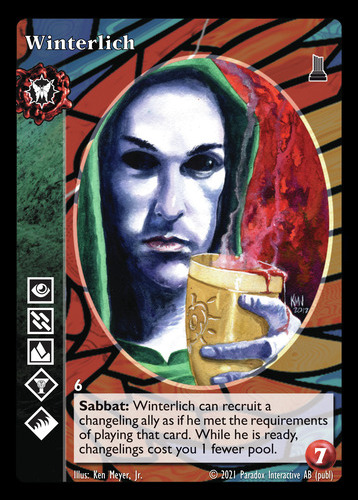 Winterlich
KMJ
2017
6
Sabbat: Winterlich can recruit a
changeling ally as if he met the requirements
of playing that card. While he is ready,
changelings cost you 1 fewer pool.
7
Illus: Ken Meyer, Jr.
© 2021 Paradox Interactive AB (publ)